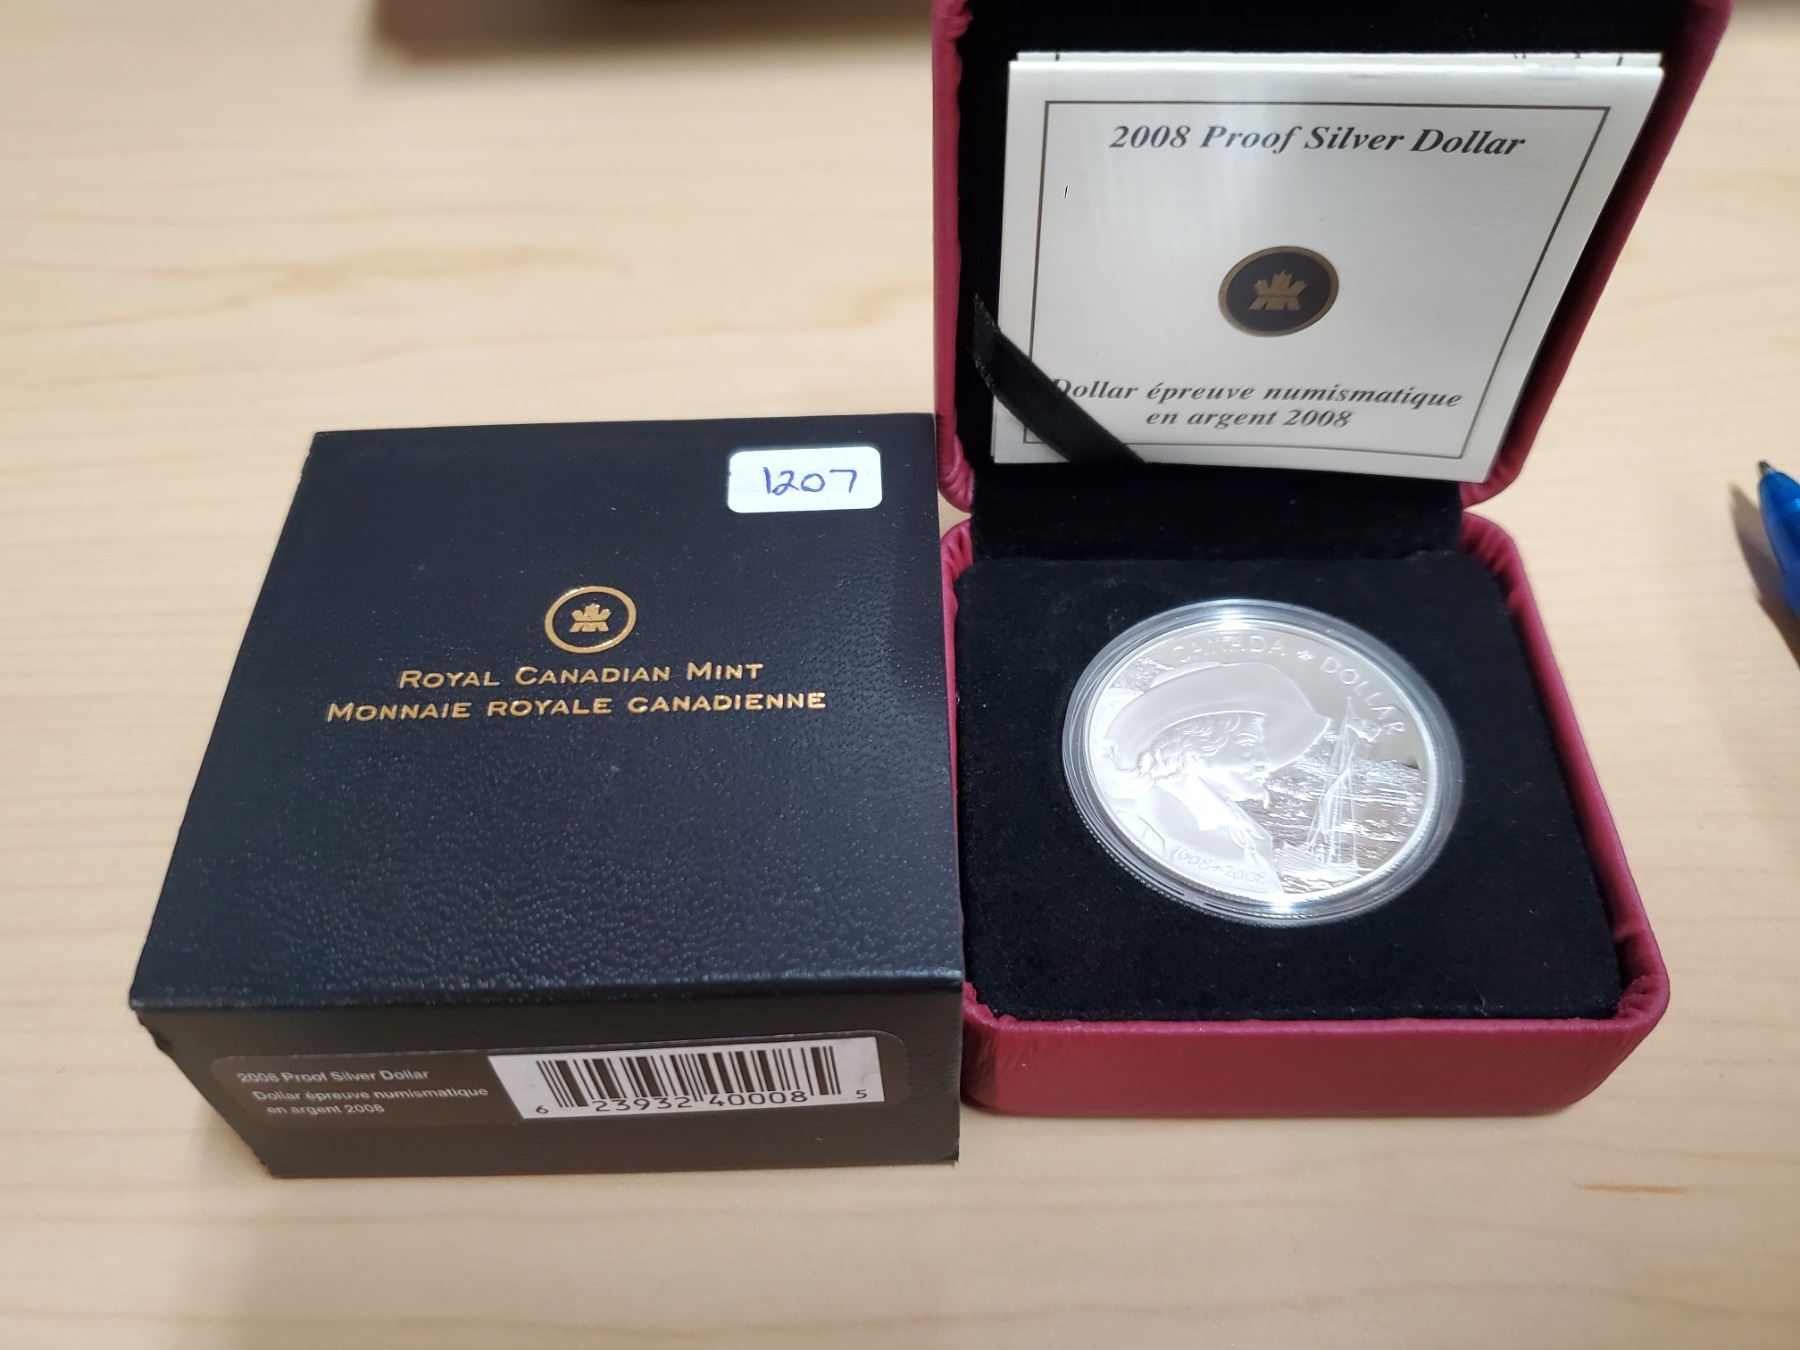 2008 Proof Silver Dollar
Dollar épreuve numismatique
en argent 2008
1207
ROYAL CANADIAN MINT
MONNAIE ROYALE CANADIENNE
CANADA DOLLAR
1608-2008
2008 Proof Silver Dollar
Dollar épreuve numismatique
en argent 2008
6 23932 40008 5